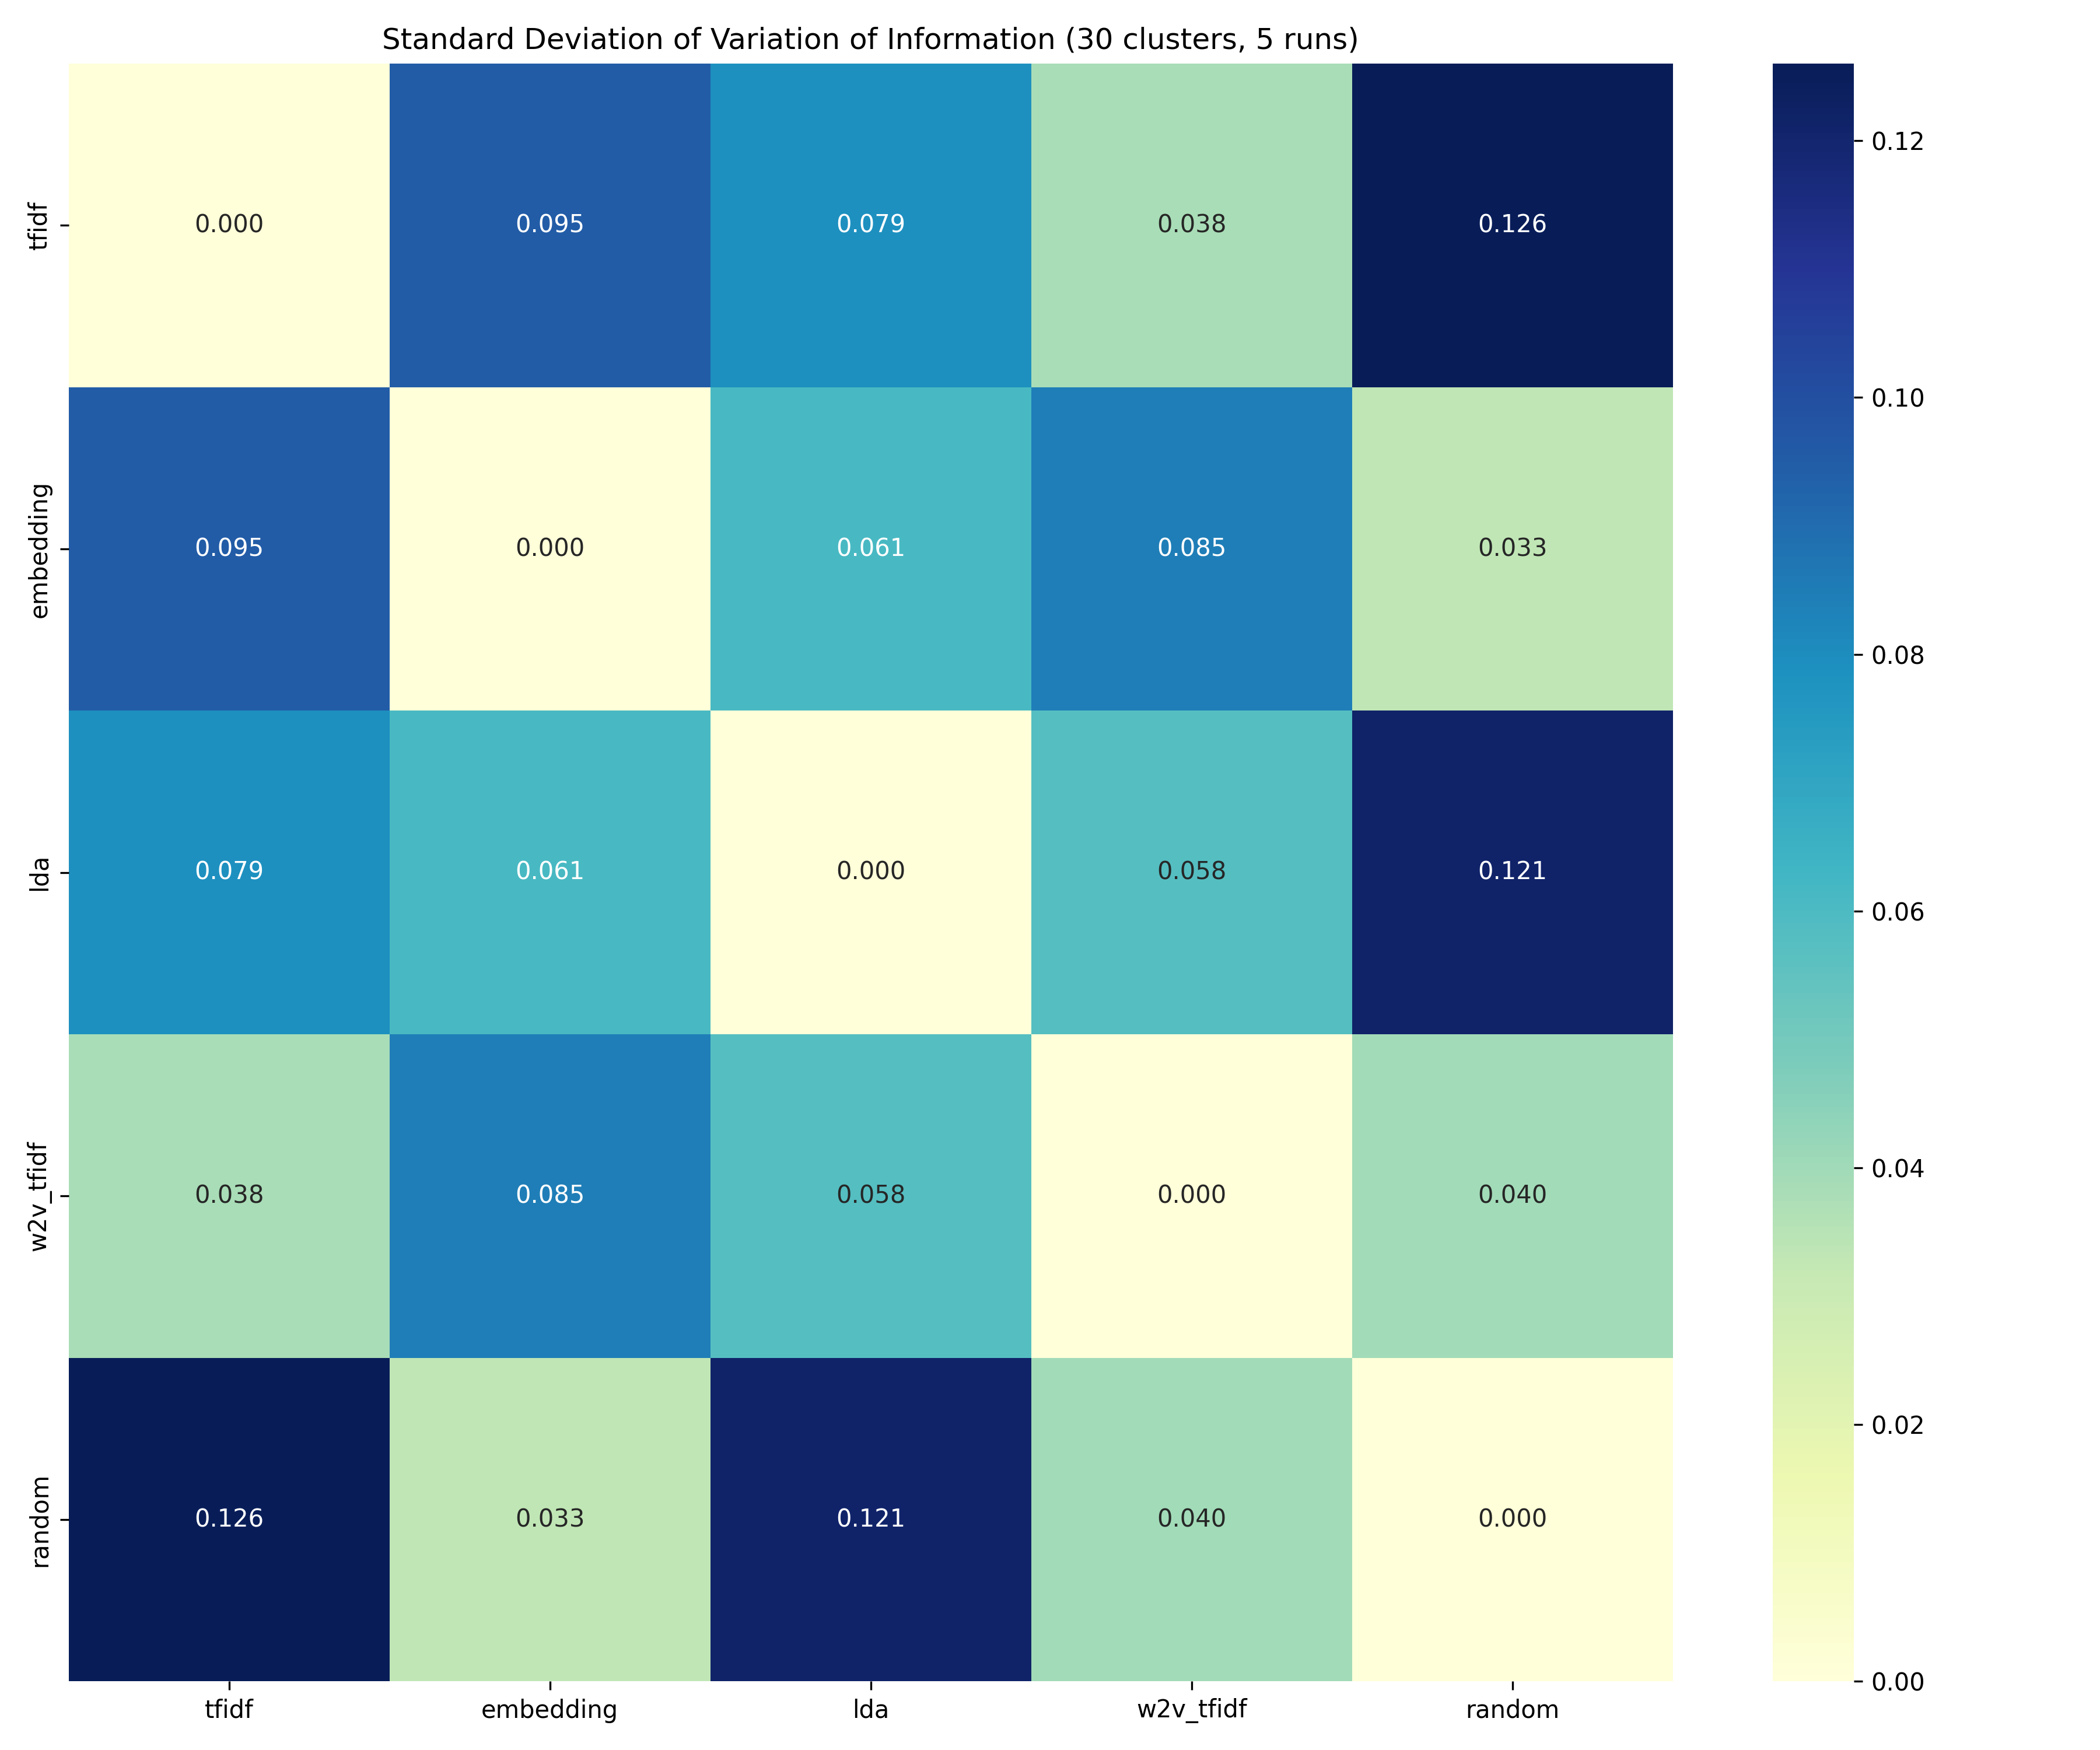 Standard Deviation of Variation of Information (30 clusters, 5 runs)
tfidf 0.000 0.095 0.079 0.038 0.126
embedding 0.095 0.000 0.061 0.085 0.033
lda 0.079 0.061 0.000 0.058 0.121
w2v_tfidf 0.038 0.085 0.058 0.000 0.040
random 0.126 0.033 0.121 0.040 0.000
tfidf embedding lda w2v_tfidf random
0.12
0.10
0.08
0.06
0.04
0.02
0.00